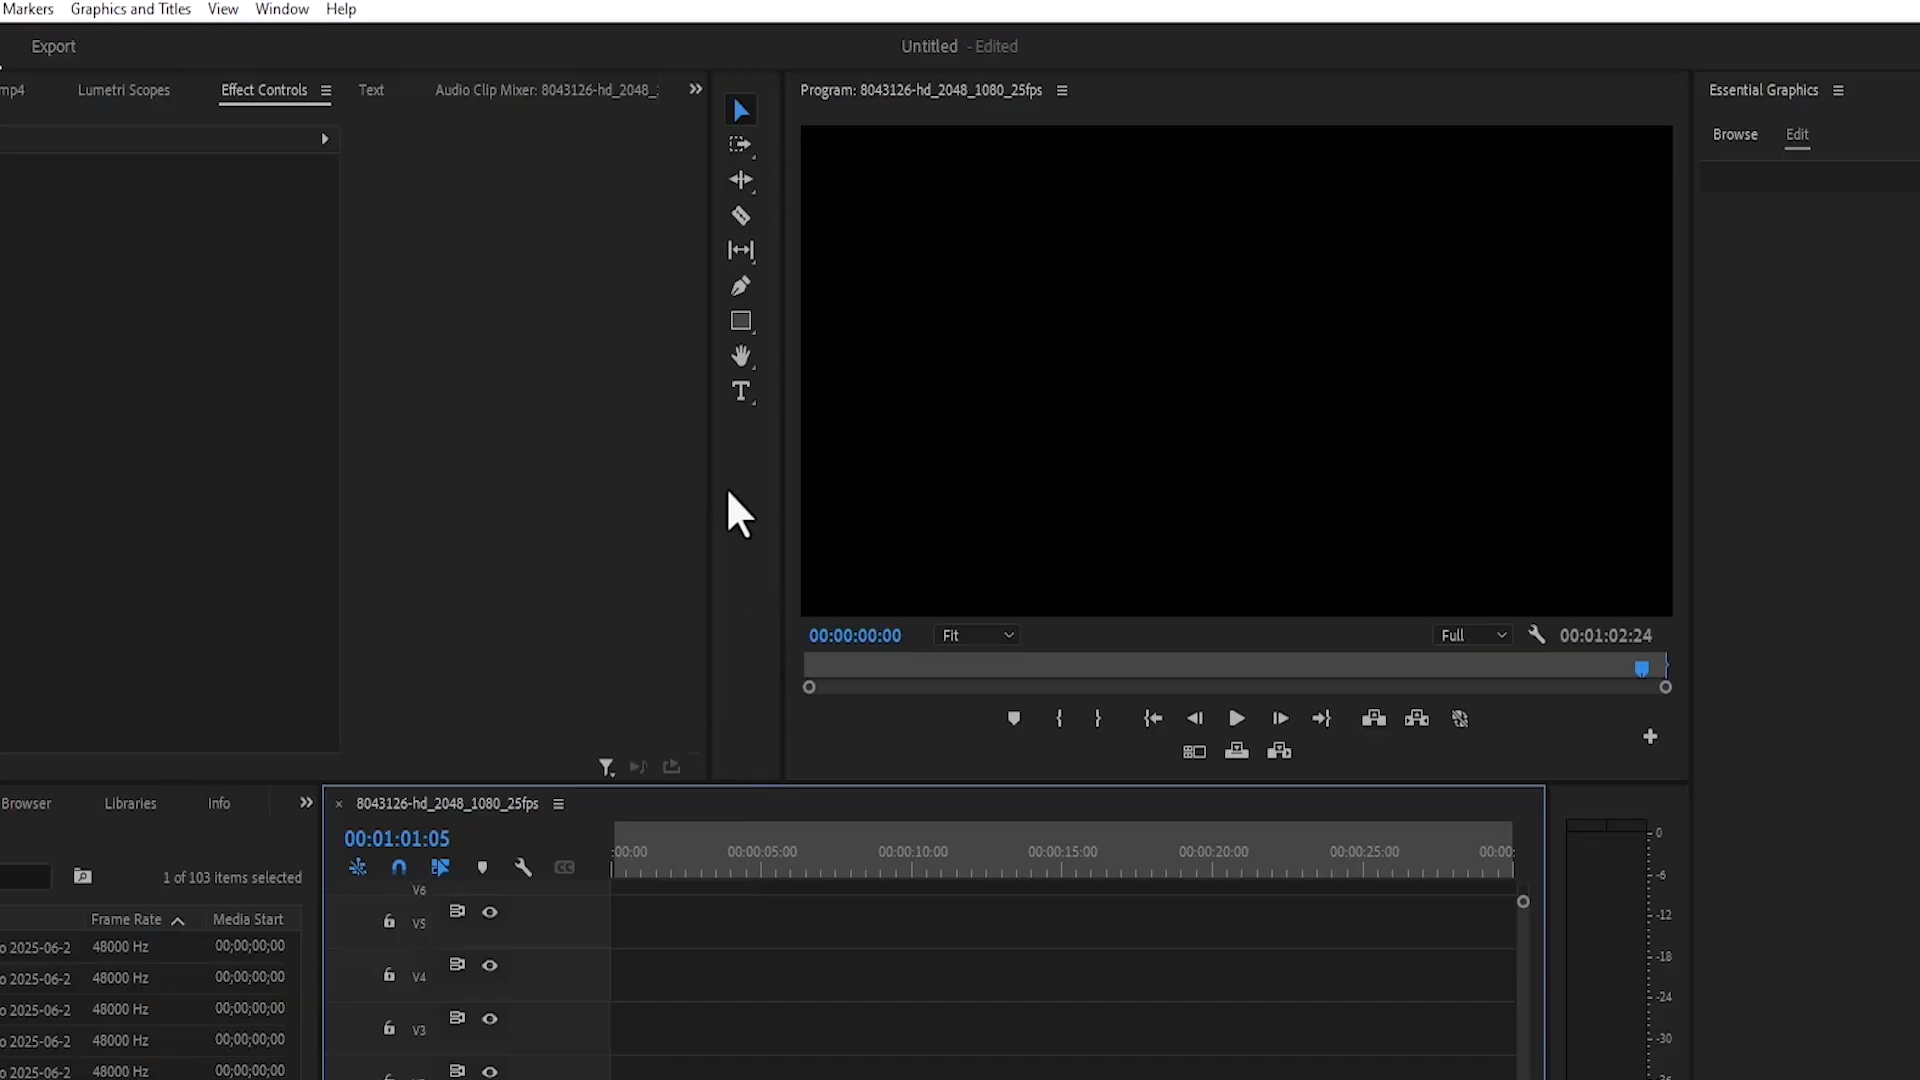 Markers Graphics and Titles View Window Help
Export
Untitled - Edited
mp4 Lumetri Scopes Effect Controls Text Audio Clip Mixer: 8043126-hd_2048_
Program: 8043126-hd_2048_1080_25fps
Essential Graphics
Browse Edit
T
00:00:00:00 Fit Full 00:01:02:24
Browser Libraries Info
8043126-hd_2048_1080_25fps
00:01:01:05
CC
:00:00 00:00:05:00 00:00:10:00 00:00:15:00 00:00:20:00 00:00:25:00 00:00:
1 of 103 items selected
Frame Rate Media Start
o 2025-06-2 48000 Hz 00;00;00;00
o 2025-06-2 48000 Hz 00;00;00;00
o 2025-06-2 48000 Hz 00;00;00;00
o 2025-06-2 48000 Hz 00;00;00;00
o 2025-06-2 48000 Hz 00;00;00;00
V6
V5
V4
V3
0
-6
-12
-18
-24
-30